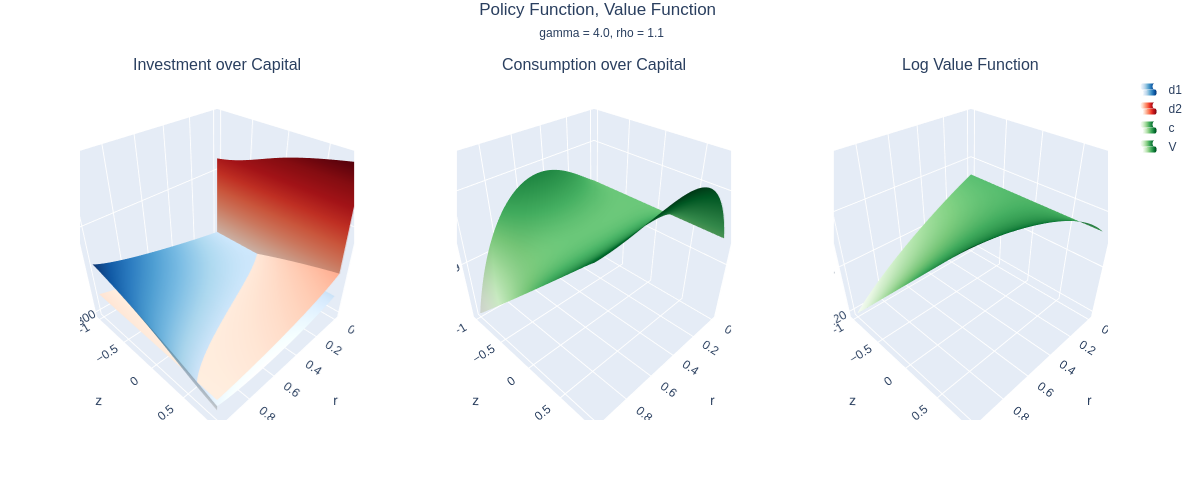 Policy Function, Value Function
gamma = 4.0, rho = 1.1
Investment over Capital
Consumption over Capital
Log Value Function
d1
d2
c
V
−1
−0.5
0
0.5
z
0
0.2
0.4
0.6
0.8
r
−1
−0.5
0
0.5
z
0
0.2
0.4
0.6
0.8
r
20
−1
−0.5
0
0.5
z
0
0.2
0.4
0.6
0.8
r